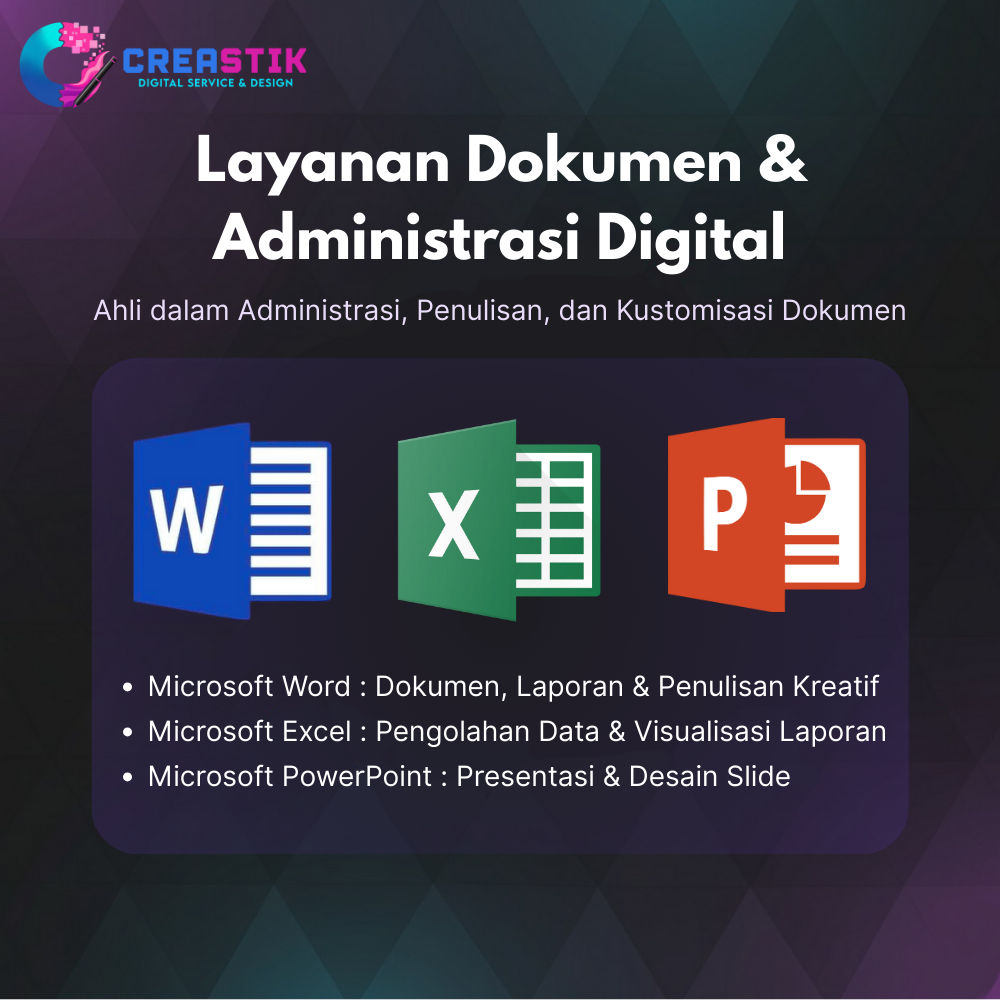 CREASTIK
DIGITAL SERVICE & DESIGN
Layanan Dokumen &
Administrasi Digital
Ahli dalam Administrasi, Penulisan, dan Kustomisasi Dokumen
W
X
P
• Microsoft Word : Dokumen, Laporan & Penulisan Kreatif
• Microsoft Excel : Pengolahan Data & Visualisasi Laporan
• Microsoft PowerPoint : Presentasi & Desain Slide